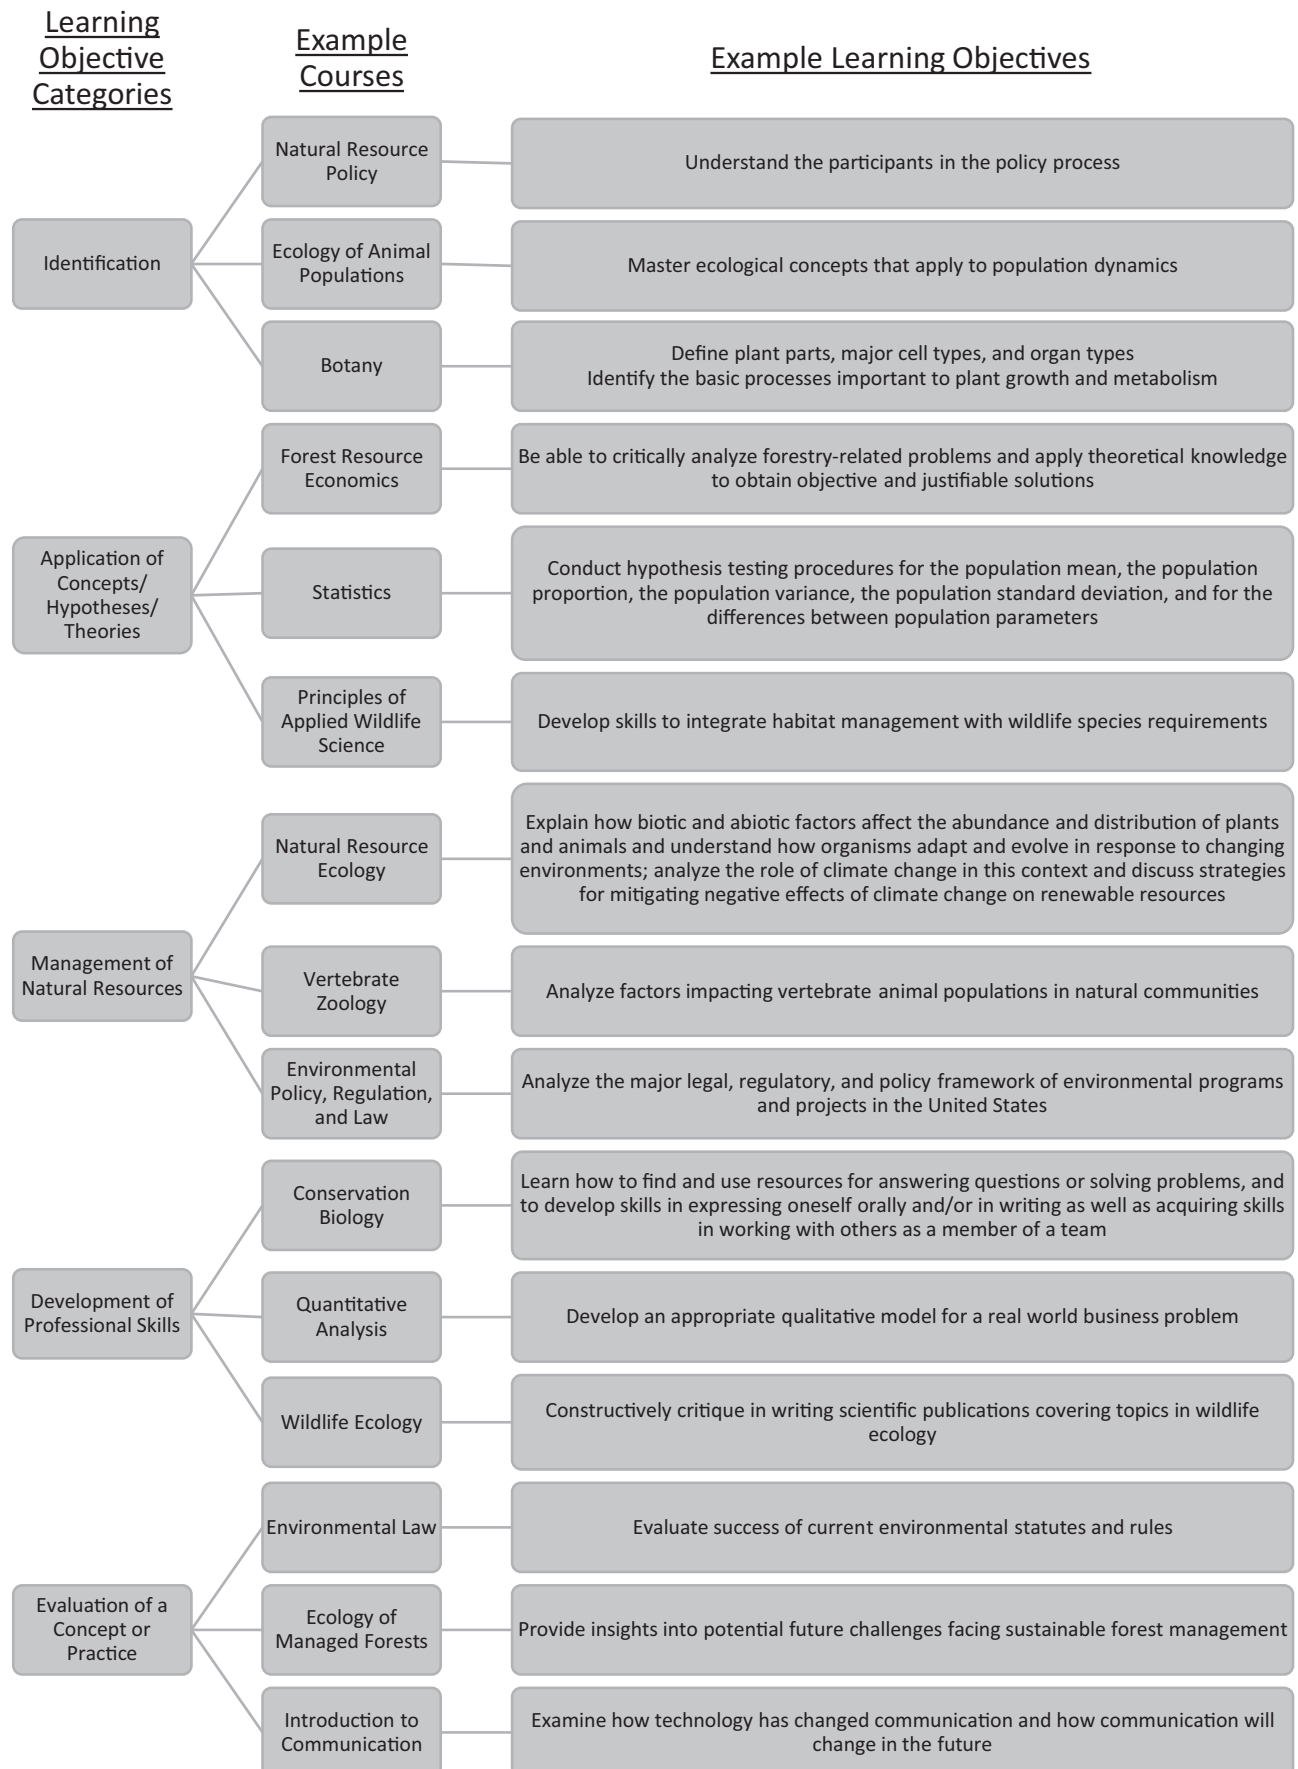 Learning
Objective
Categories
Example
Courses
Example Learning Objectives
Identification
Natural Resource
Policy
Understand the participants in the policy process
Ecology of Animal
Populations
Master ecological concepts that apply to population dynamics
Botany
Define plant parts, major cell types, and organ types
Identify the basic processes important to plant growth and metabolism
Application of
Concepts/
Hypotheses/
Theories
Forest Resource
Economics
Be able to critically analyze forestry-related problems and apply theoretical knowledge
to obtain objective and justifiable solutions
Statistics
Conduct hypothesis testing procedures for the population mean, the population
proportion, the population variance, the population standard deviation, and for the
differences between population parameters
Principles of
Applied Wildlife
Science
Develop skills to integrate habitat management with wildlife species requirements
Management of
Natural Resources
Natural Resource
Ecology
Explain how biotic and abiotic factors affect the abundance and distribution of plants
and animals and understand how organisms adapt and evolve in response to changing
environments; analyze the role of climate change in this context and discuss strategies
for mitigating negative effects of climate change on renewable resources
Vertebrate
Zoology
Analyze factors impacting vertebrate animal populations in natural communities
Environmental
Policy, Regulation,
and Law
Analyze the major legal, regulatory, and policy framework of environmental programs
and projects in the United States
Development of
Professional Skills
Conservation
Biology
Learn how to find and use resources for answering questions or solving problems, and
to develop skills in expressing oneself orally and/or in writing as well as acquiring skills
in working with others as a member of a team
Quantitative
Analysis
Develop an appropriate qualitative model for a real world business problem
Wildlife Ecology
Constructively critique in writing scientific publications covering topics in wildlife
ecology
Evaluation of a
Concept or
Practice
Environmental Law
Evaluate success of current environmental statutes and rules
Ecology of
Managed Forests
Provide insights into potential future challenges facing sustainable forest management
Introduction to
Communication
Examine how technology has changed communication and how communication will
change in the future